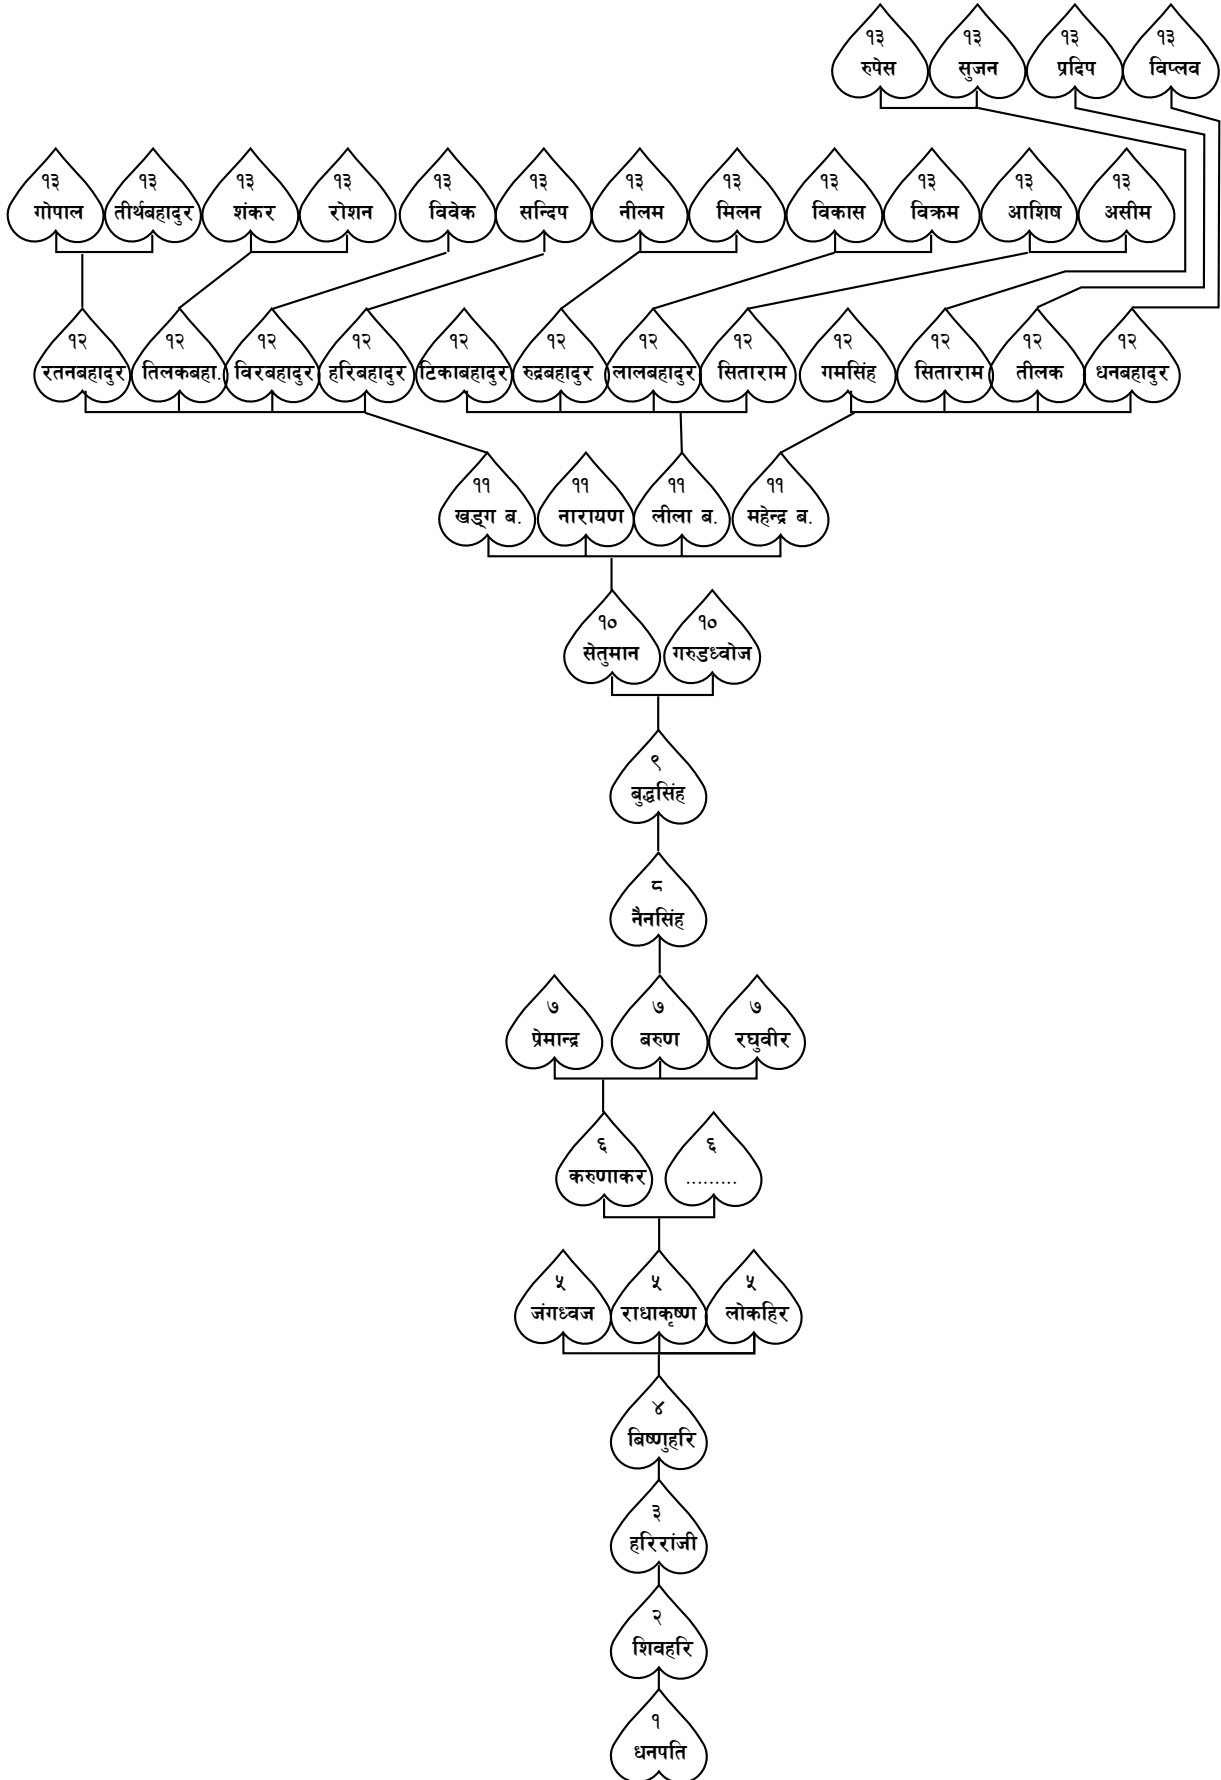 १३ १३ १३ १३
रुपेस सुजन प्रदिप विप्लव
१३ १३ १३ १३ १३ १३ १३ १३ १३ १३ १३ १३
गोपाल तीर्थबहादुर शंकर रोशन विवेक सन्दिप नीलम मिलन विकास विक्रम आशिष असीम
१२ १२ १२ १२ १२ १२ १२ १२ १२ १२ १२ १२
रतनबहादुर तिलकबहा. विरबहादुर हरिबहादुर टिकाबहादुर रुद्रबहादुर लालबहादुर सिताराम गमसिंह सिताराम तीलक धनबहादुर
११ ११ ११ ११
खड्ग ब. नारायण लीला ब. महेन्द्र ब.
१० १०
सेतुमान गरुडध्वोज
९
बुद्धसिंह
८
नैनसिंह
७ ७ ७
प्रेमान्द्र बरुण रघुवीर
६ ६
करुणाकर .........
५ ५ ५
जंगध्वज राधाकृष्ण लोकहिर
४
बिष्णुहरि
३
हरिरांजी
२
शिवहरि
१
धनपति